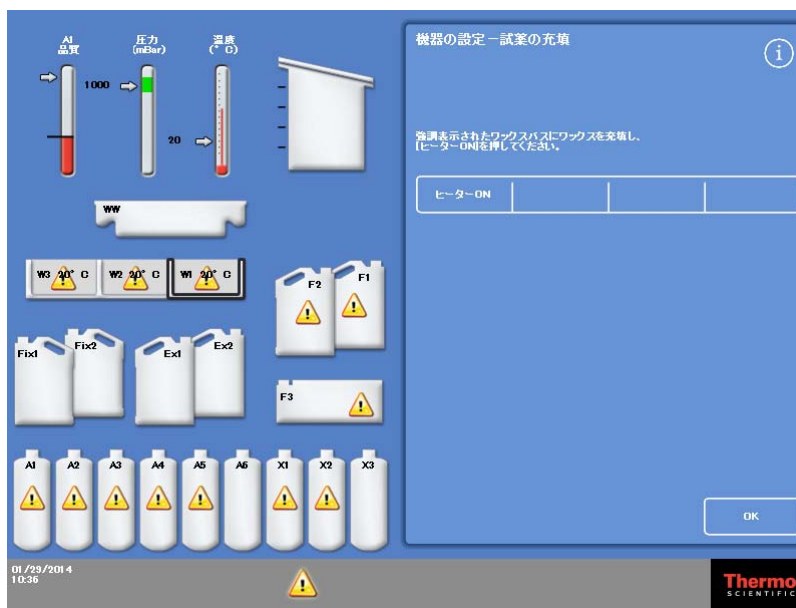 AI
品質
圧力
(mBar)
温度
(° C)
1000
20
WW
W3 20° C
W2 20° C
W1 20° C
F2
F1
Fix1
Fix2
Ex1
Ex2
F3
A1
A2
A3
A4
A5
A6
X1
X2
X3
01/29/2014
10:36
機器の設定－試薬の充填
i
強調表示されたワックスバスにワックスを充填し、
[ヒーターON]を押してください。
ヒーターON
OK
Thermo
SCIENTIFIC